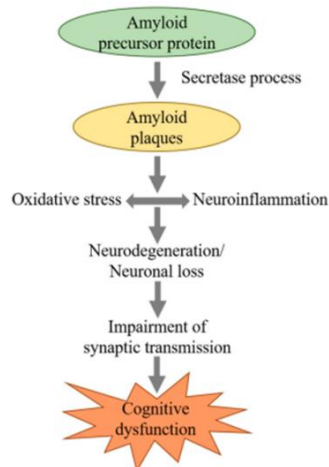 Amyloid
precursor protein
Secretase process
Amyloid
plaques
Oxidative stress
Neuroinflammation
Neurodegeneration/
Neuronal loss
Impairment of
synaptic transmission
Cognitive
dysfunction